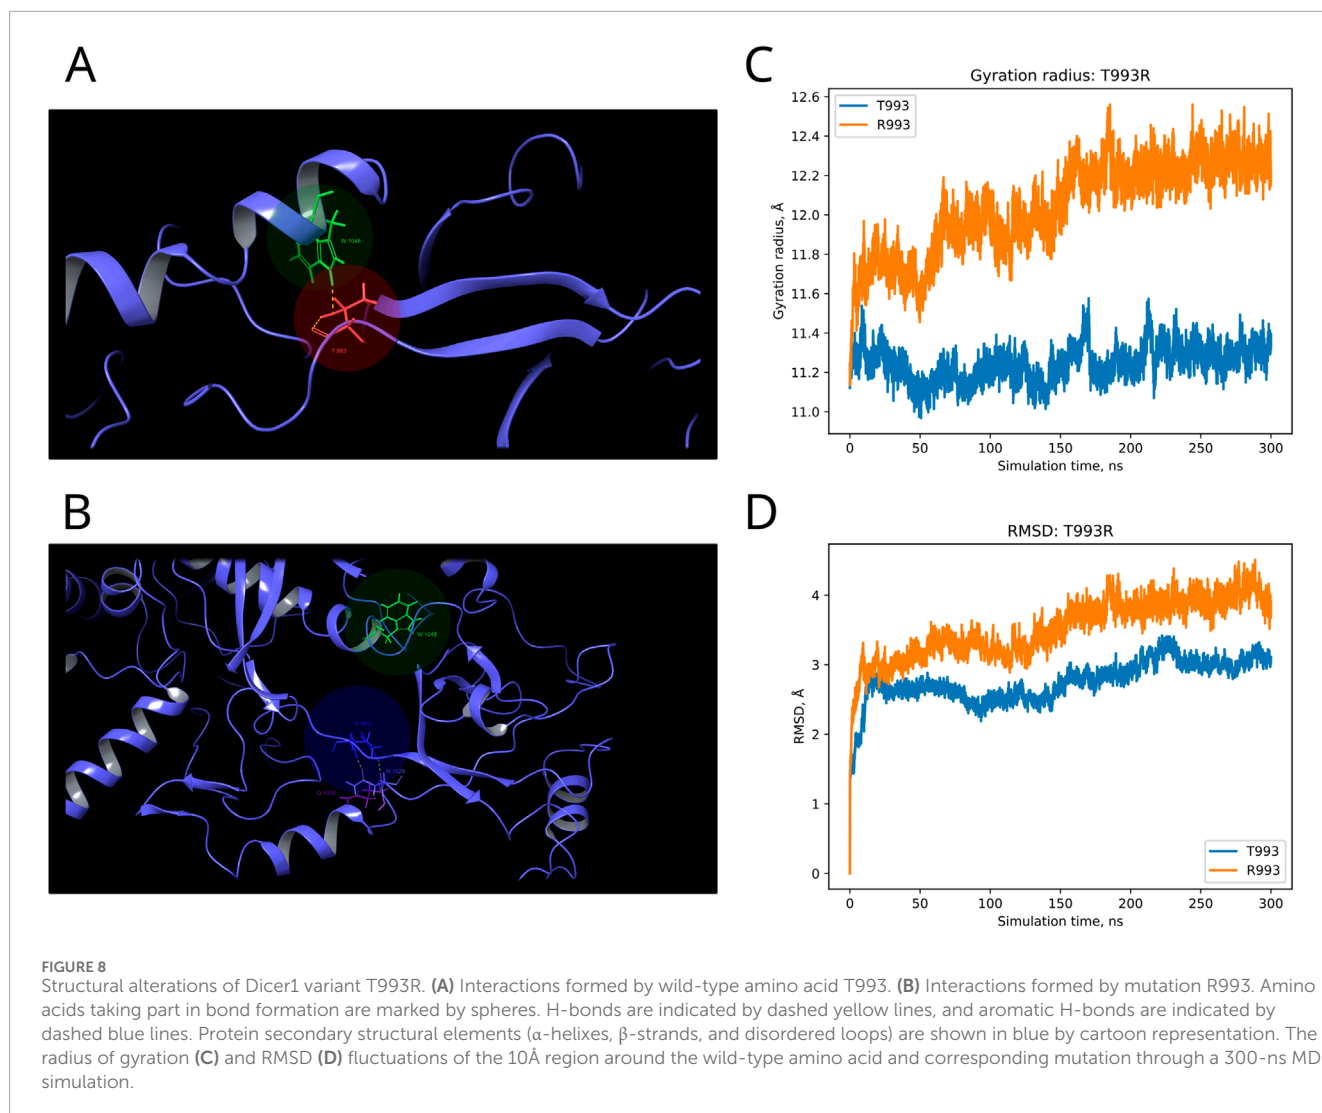 A
W 1048
T 993
B
W 1048
R 993
N 1029
Q 1028
C
Gyration radius: T993R
T993
R993
12.6
12.4
12.2
12.0
11.8
11.6
11.4
11.2
11.0
Gyration radius, Å
0 50 100 150 200 250 300
Simulation time, ns
D
RMSD: T993R
4
3
2
1
0
RMSD, Å
T993
R993
0 50 100 150 200 250 300
Simulation time, ns
FIGURE 8
Structural alterations of Dicer1 variant T993R. (A) Interactions formed by wild-type amino acid T993. (B) Interactions formed by mutation R993. Amino
acids taking part in bond formation are marked by spheres. H-bonds are indicated by dashed yellow lines, and aromatic H-bonds are indicated by
dashed blue lines. Protein secondary structural elements (α-helixes, β-strands, and disordered loops) are shown in blue by cartoon representation. The
radius of gyration (C) and RMSD (D) fluctuations of the 10Å region around the wild-type amino acid and corresponding mutation through a 300-ns MD
simulation.